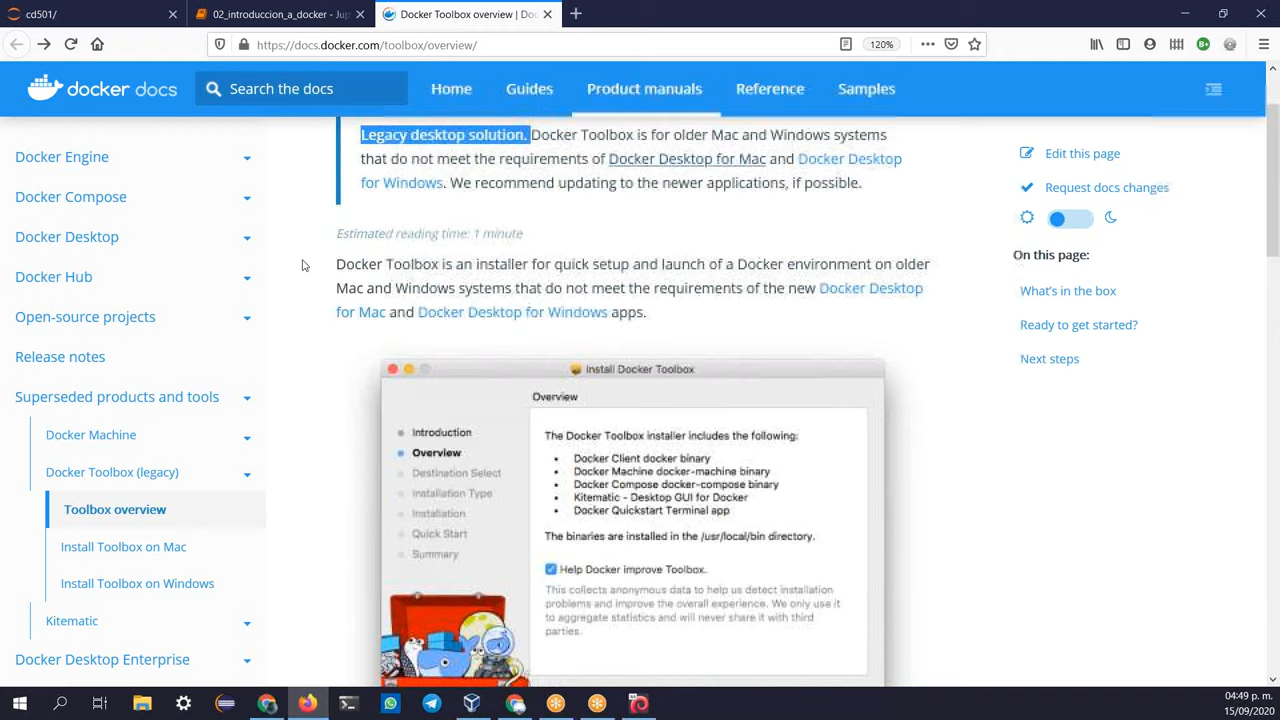 cd501/
02_introduccion_a_docker - Jup
Docker Toolbox overview | Doc
https://docs.docker.com/toolbox/overview/
120%
docker docs
Search the docs
Home
Guides
Product manuals
Reference
Samples
Docker Engine
Docker Compose
Docker Desktop
Docker Hub
Open-source projects
Release notes
Superseded products and tools
Docker Machine
Docker Toolbox (legacy)
Toolbox overview
Install Toolbox on Mac
Install Toolbox on Windows
Kitematic
Docker Desktop Enterprise
Legacy desktop solution. Docker Toolbox is for older Mac and Windows systems
that do not meet the requirements of Docker Desktop for Mac and Docker Desktop
for Windows. We recommend updating to the newer applications, if possible.
Estimated reading time: 1 minute
Docker Toolbox is an installer for quick setup and launch of a Docker environment on older
Mac and Windows systems that do not meet the requirements of the new Docker Desktop
for Mac and Docker Desktop for Windows apps.
Install Docker Toolbox
Overview
Introduction
Overview
Destination Select
Installation Type
Installation
Quick Start
Summary
The Docker Toolbox installer includes the following:
• Docker Client docker binary
• Docker Machine docker-machine binary
• Docker Compose docker-compose binary
• Kitematic - Desktop GUI for Docker
• Docker Quickstart Terminal app
The binaries are installed in the /usr/local/bin directory.
Help Docker improve Toolbox.
This collects anonymous data to help us detect installation
problems and improve the overall experience. We only use it
to aggregate statistics and will never share it with third
parties.
Edit this page
Request docs changes
On this page:
What's in the box
Ready to get started?
Next steps
04:49 p. m.
15/09/2020